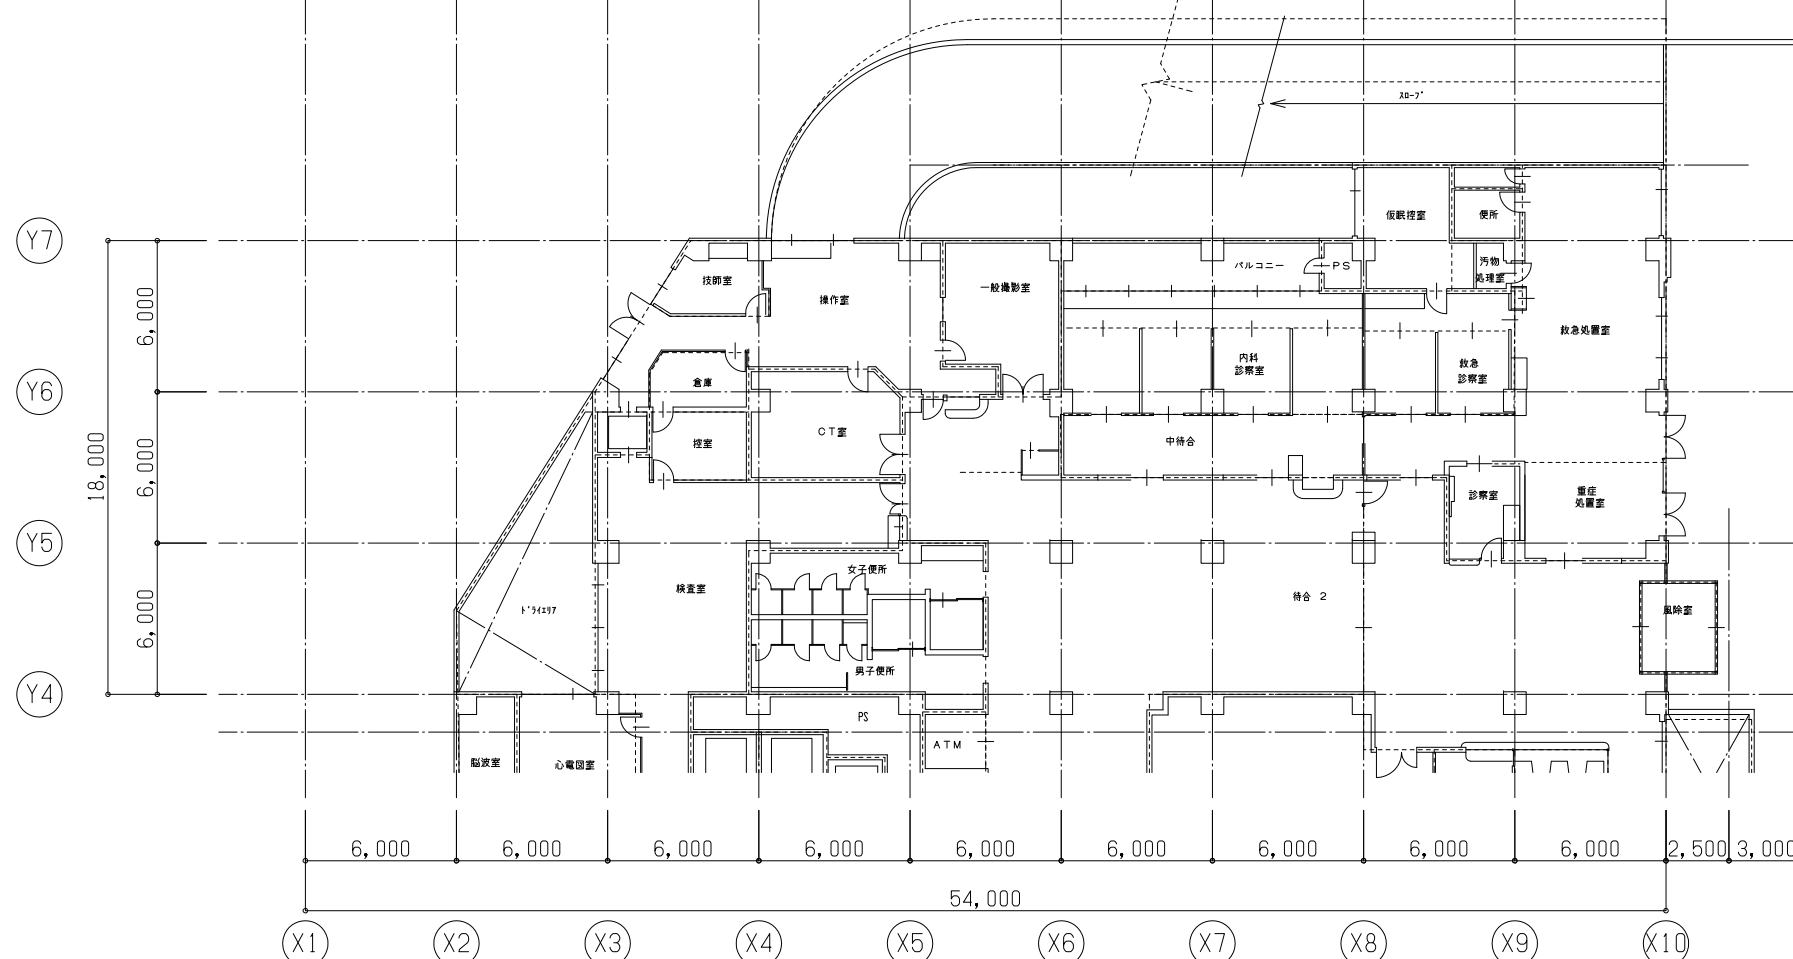 スロープ
仮眠控室
便所
Y7
バルコニー
PS
汚物
処理室
技師室
操作室
一般撮影室
6,000
救急処置室
内科
診察室
救急
診察室
Y6
倉庫
控室
CT室
中待合
18,000
6,000
診察室
重症
処置室
Y5
女子便所
検査室
待合 2
ドライエリア
風除室
6,000
男子便所
Y4
PS
ATM
脳波室
心電図室
6,000
6,000
6,000
6,000
6,000
6,000
6,000
6,000
6,000
2,500
3,000
54,000
X1
X2
X3
X4
X5
X6
X7
X8
X9
X10